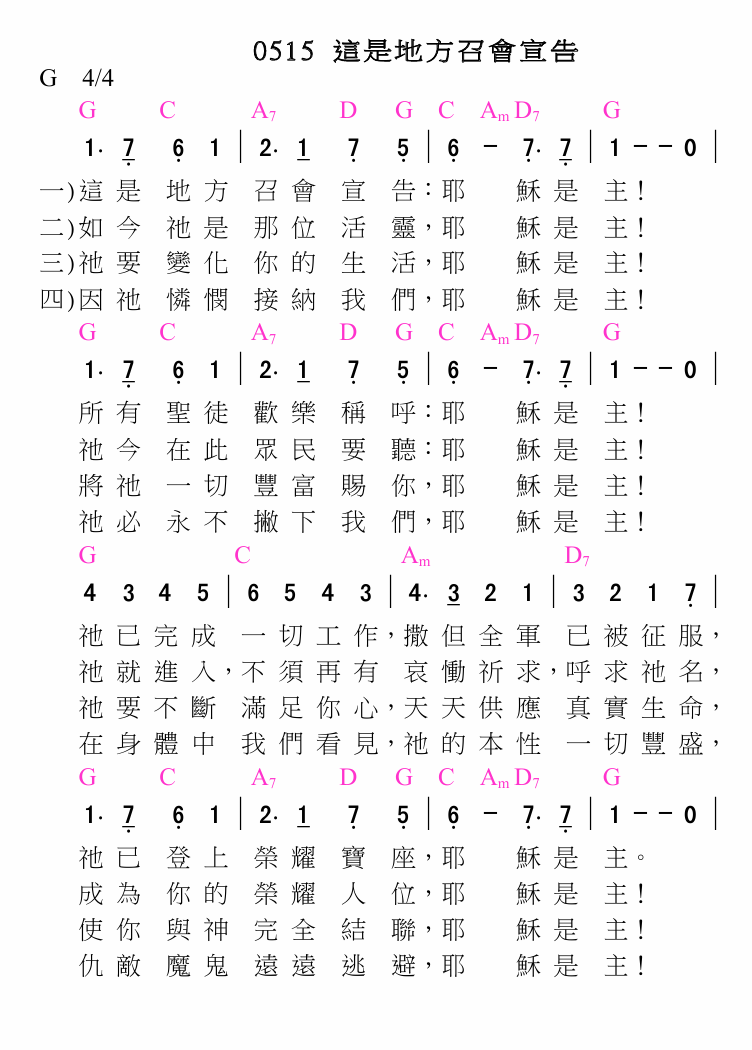 0515 這是地方召會宣告
G 4/4
G C A7 D G C Am D7 G
1· 7 6 1 | 2· 1 7 5 | 6 － 7· 7 | 1 － － 0 |
一)這是 地方 召會 宣 告：耶 穌是 主！
二)如今 祂是 那位 活 靈，耶 穌是 主！
三)祂要 變化 你的 生 活，耶 穌是 主！
四)因祂 憐憫 接納 我 們，耶 穌是 主！
G C A7 D G C Am D7 G
1· 7 6 1 | 2· 1 7 5 | 6 － 7· 7 | 1 － － 0 |
所有 聖徒 歡樂 稱 呼：耶 穌是 主！
祂今 在此 眾民 要 聽：耶 穌是 主！
將祂 一切 豐富 賜 你，耶 穌是 主！
祂必 永不 撇下 我 們，耶 穌是 主！
G C Am D7
4 3 4 5 | 6 5 4 3 | 4· 3 2 1 | 3 2 1 7 |
祂已完成 一切工作，撒但全軍 已被征服，
祂就進入，不須再有 哀慟祈求，呼求祂名，
祂要不斷 滿足你心，天天供應 真實生命，
在身體中 我們看見，祂的本性 一切豐盛，
G C A7 D G C Am D7 G
1· 7 6 1 | 2· 1 7 5 | 6 － 7· 7 | 1 － － 0 |
祂已 登上 榮耀 寶 座，耶 穌是 主。
成為 你的 榮耀 人 位，耶 穌是 主！
使你 與神 完全 結 聯，耶 穌是 主！
仇敵 魔鬼 遠遠 逃 避，耶 穌是 主！